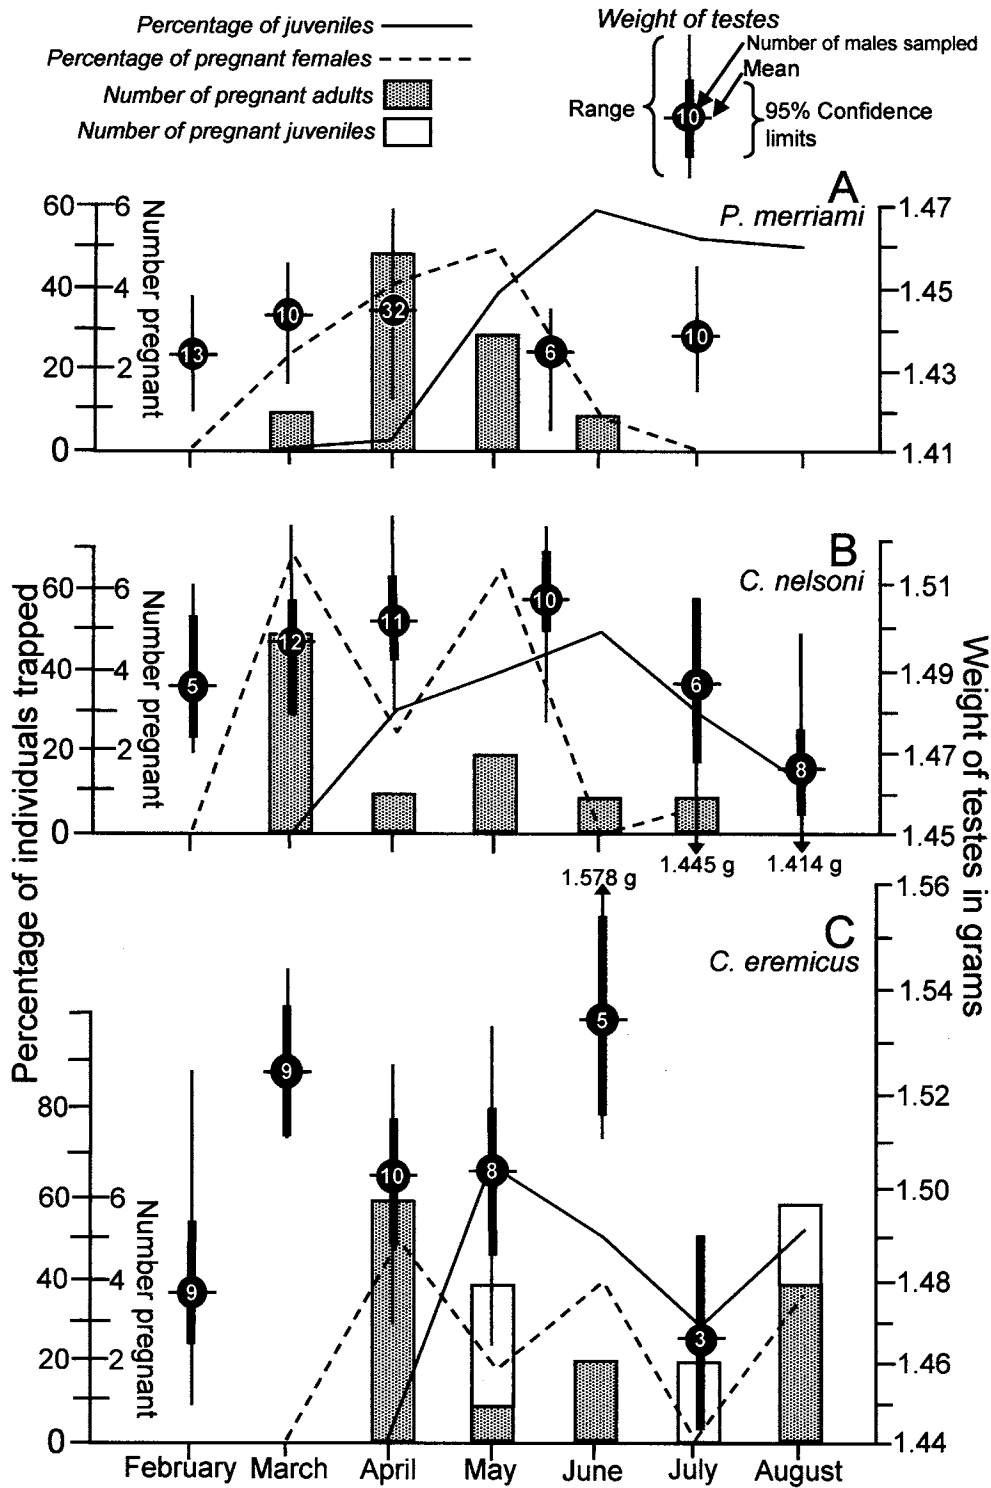 Percentage of juveniles
Percentage of pregnant females
Number of pregnant adults
Number of pregnant juveniles
Weight of testes
Number of males sampled
Mean
Range
10
95% Confidence
limits
A
P. merriami
60
40
20
0
6
4
2
Number pregnant
13
10
32
6
10
1.47
1.45
1.43
1.41
B
C. nelsoni
60
40
20
0
6
4
2
Number pregnant
5
12
11
10
6
8
1.51
1.49
1.47
1.45
1.578 g
1.445 g
1.414 g
C
C. eremicus
80
60
40
20
0
6
4
2
Number pregnant
9
9
10
8
5
3
1.56
1.54
1.52
1.50
1.48
1.46
1.44
Percentage of individuals trapped
Weight of testes in grams
February March April May June July August